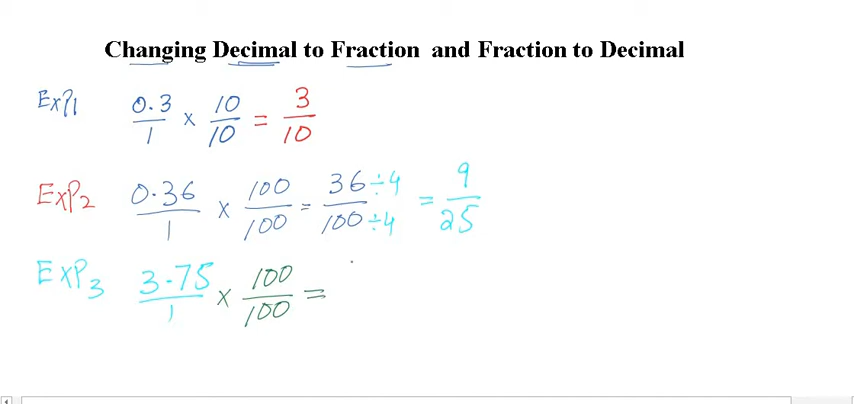 Changing Decimal to Fraction and Fraction to Decimal
Exp1 0.3/1 × 10/10 = 3/10
Exp2 0.36/1 × 100/100 = 36÷4/100÷4 = 9/25
Exp3 3.75/1 × 100/100 =